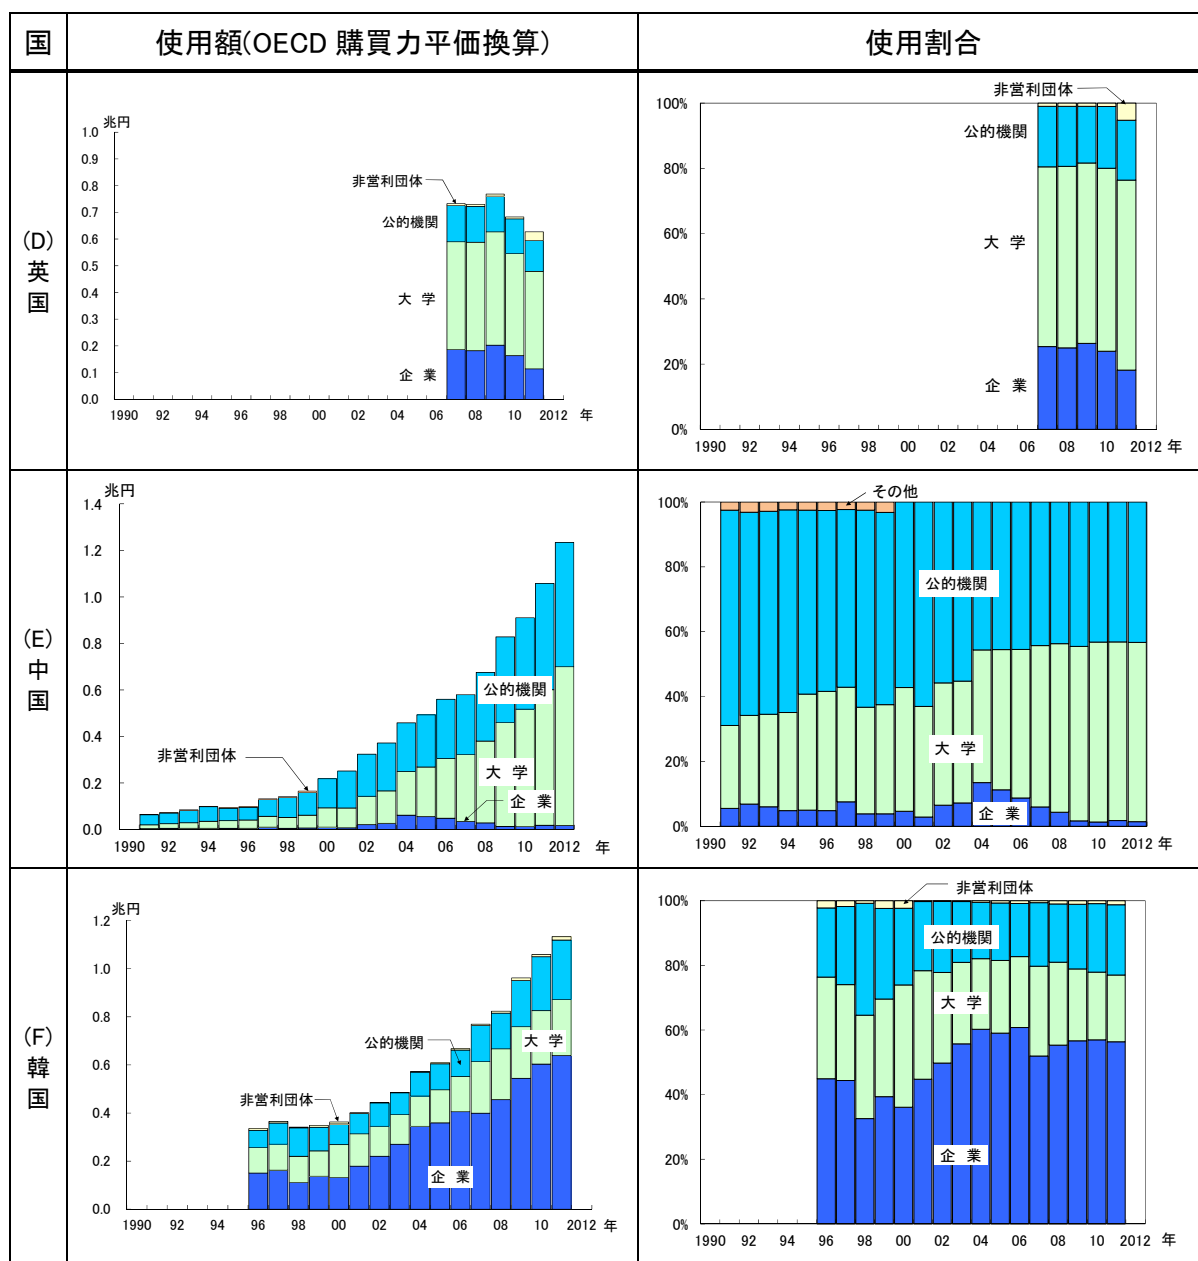 国 使用額(OECD 購買力平価換算) 使用割合
(D)英国
兆円
1.0
0.9
0.8
0.7
0.6
0.5
0.4
0.3
0.2
0.1
0.0
非営利団体
公的機関
大 学
企 業
1990 92 94 96 98 00 02 04 06 08 10 2012 年
非営利団体
100%
80%
60%
40%
20%
0%
公的機関
大 学
企 業
1990 92 94 96 98 00 02 04 06 08 10 2012 年
(E)中国
兆円
1.4
1.2
1.0
0.8
0.6
0.4
0.2
0.0
公的機関
非営利団体
大 学
企 業
1990 92 94 96 98 00 02 04 06 08 10 2012 年
その他
100%
80%
60%
40%
20%
0%
公的機関
大 学
企 業
1990 92 94 96 98 00 02 04 06 08 10 2012 年
(F)韓国
兆円
1.2
1.0
0.8
0.6
0.4
0.2
0.0
大 学
公的機関
非営利団体
企 業
1990 92 94 96 98 00 02 04 06 08 10 2012 年
非営利団体
100%
80%
60%
40%
20%
0%
公的機関
大 学
企 業
1990 92 94 96 98 00 02 04 06 08 10 2012 年